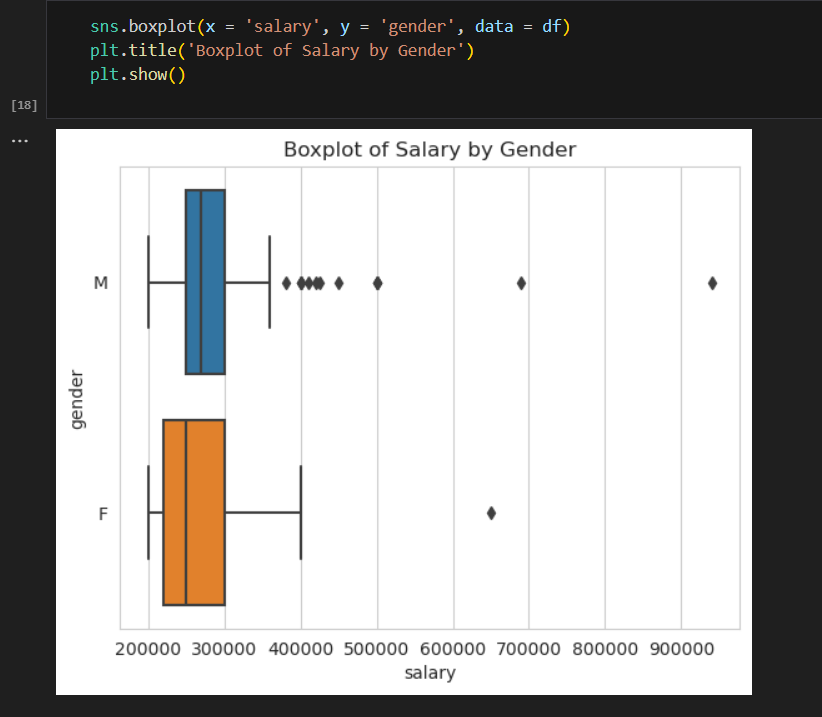 sns.boxplot(x = 'salary', y = 'gender', data = df)
plt.title('Boxplot of Salary by Gender')
plt.show()
[18]
...
Boxplot of Salary by Gender
M
gender
F
200000 300000 400000 500000 600000 700000 800000 900000
salary